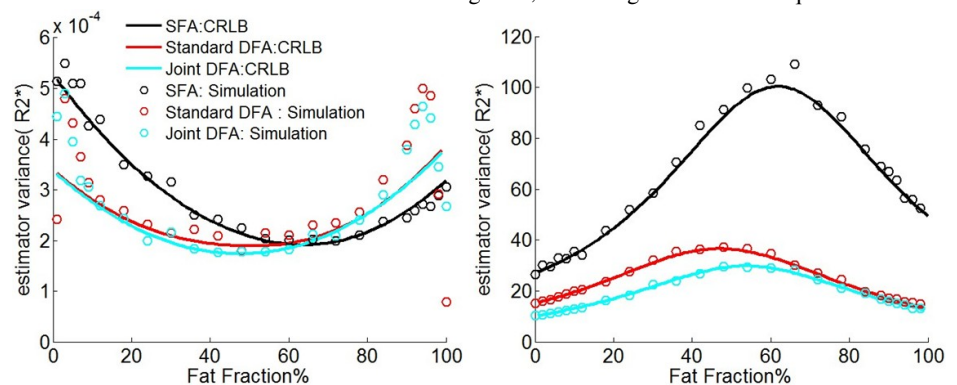 x 10⁻⁴
6
5
4
3
2
1
0
estimator variance( R2*)
SFA:CRLB
Standard DFA:CRLB
Joint DFA:CRLB
SFA: Simulation
Standard DFA : Simulation
Joint DFA: Simulation
0 20 40 60 80 100
Fat Fraction%
120
100
80
60
40
20
0
estimator variance( R2*)
0 20 40 60 80 100
Fat Fraction%